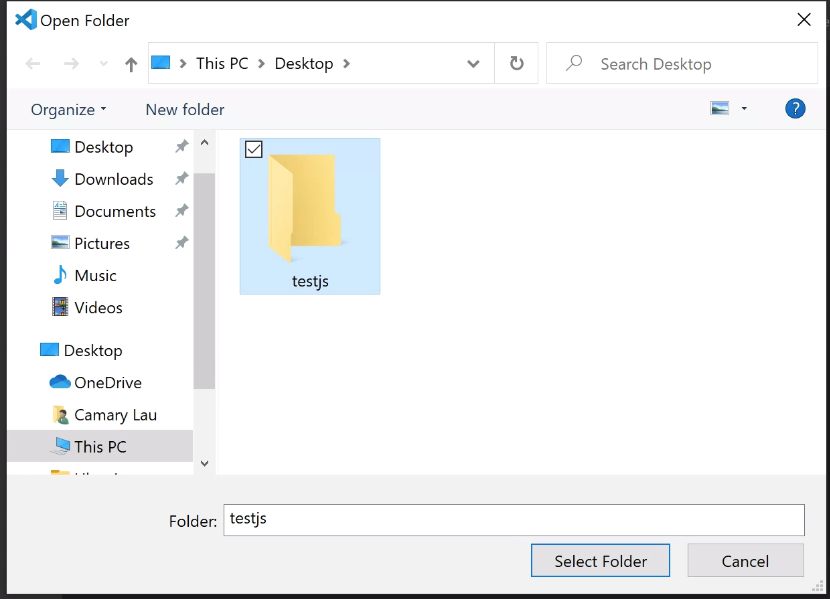 Open Folder
This PC > Desktop >
Search Desktop
Organize
New folder
?
Desktop
Downloads
Documents
Pictures
Music
Videos
Desktop
OneDrive
Camary Lau
This PC
testjs
Folder: testjs
Select Folder
Cancel